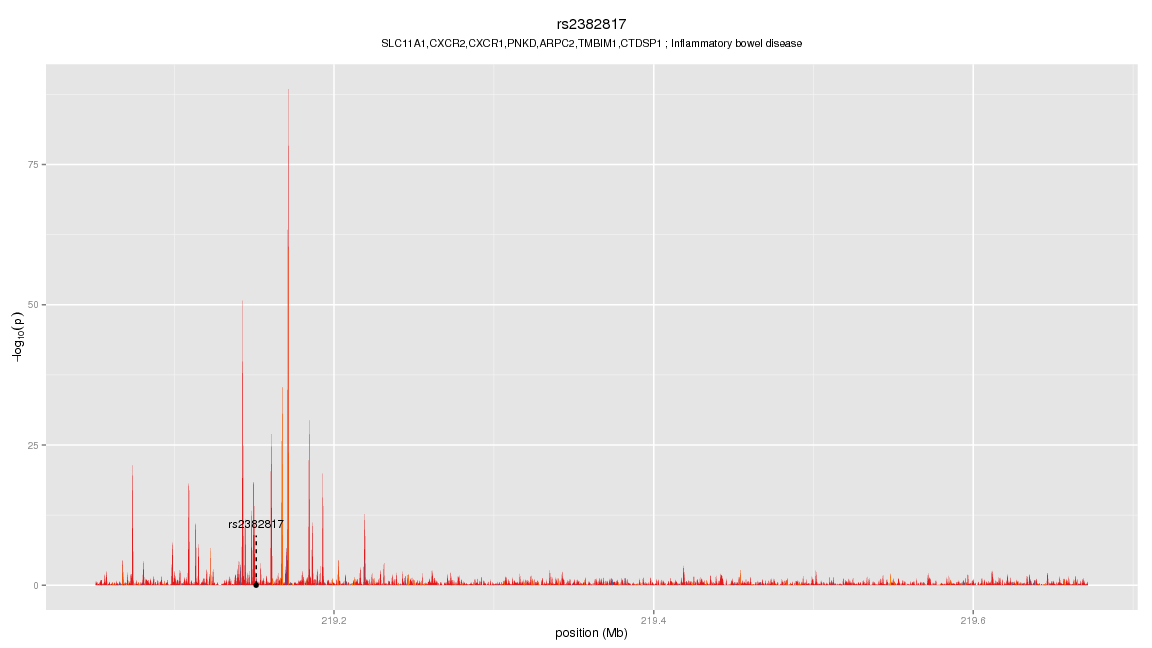 rs2382817
SLC11A1,CXCR2,CXCR1,PNKD,ARPC2,TMBIM1,CTDSP1 ; Inflammatory bowel disease
75
50
25
0
−log10(p)
rs2382817
219.2
219.4
219.6
position (Mb)